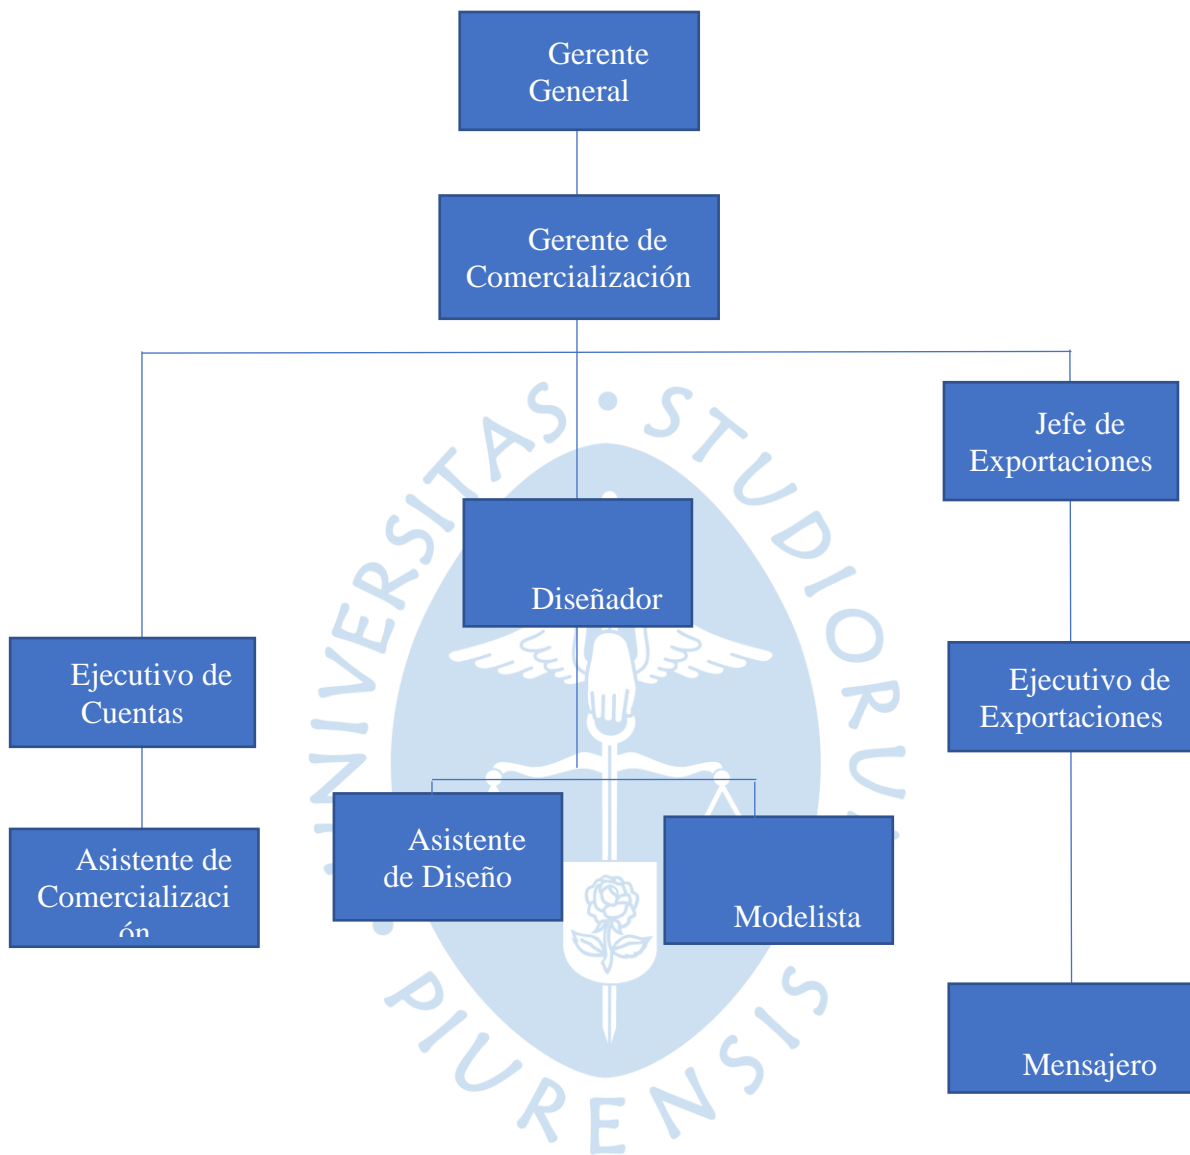 Gerente
General
Gerente de
Comercialización
Jefe de
Exportaciones
Diseñador
Ejecutivo de
Cuentas
Ejecutivo de
Exportaciones
Asistente de
Comercializaci
ón
Asistente
de Diseño
Modelista
Mensajero
UNIVERSITAS · STUDIORUM · PIURENSIS ·